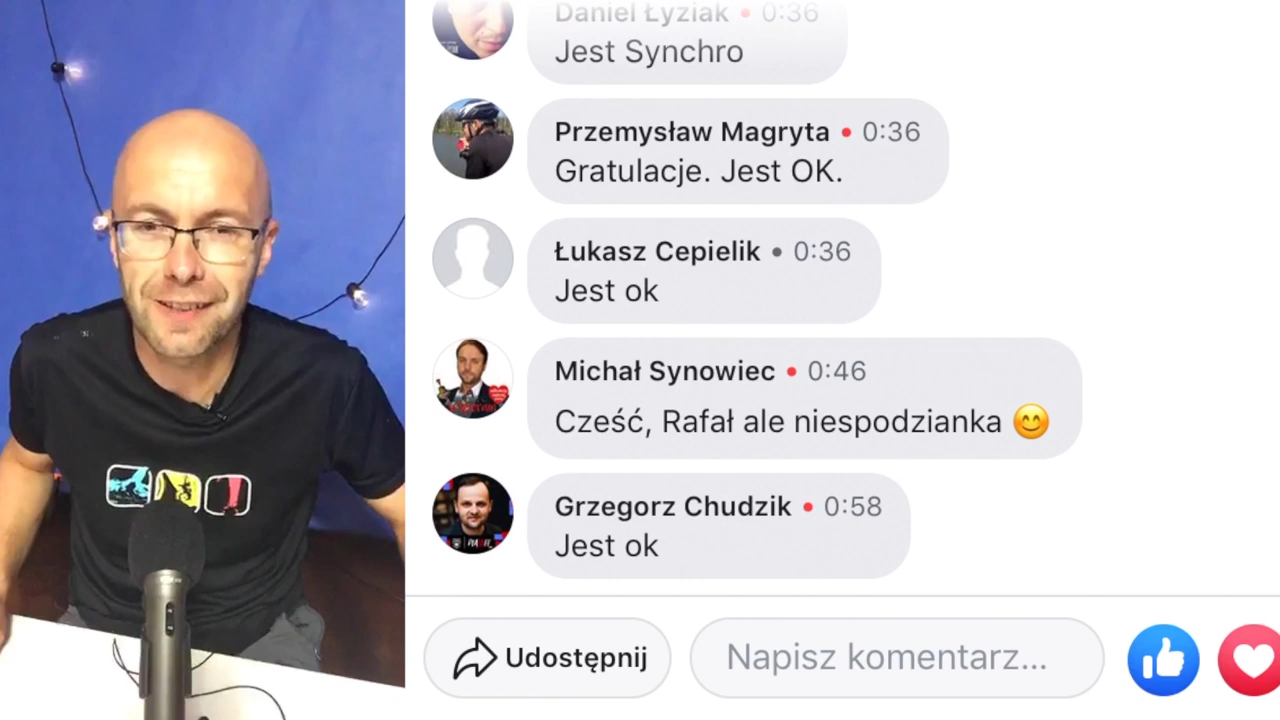 Daniel Łyziak • 0:36
Jest Synchro
Przemysław Magryta • 0:36
Gratulacje. Jest OK.
Łukasz Cepielik • 0:36
Jest ok
Michał Synowiec • 0:46
Cześć, Rafał ale niespodzianka 😊
Grzegorz Chudzik • 0:58
Jest ok
Udostępnij
Napisz komentarz...